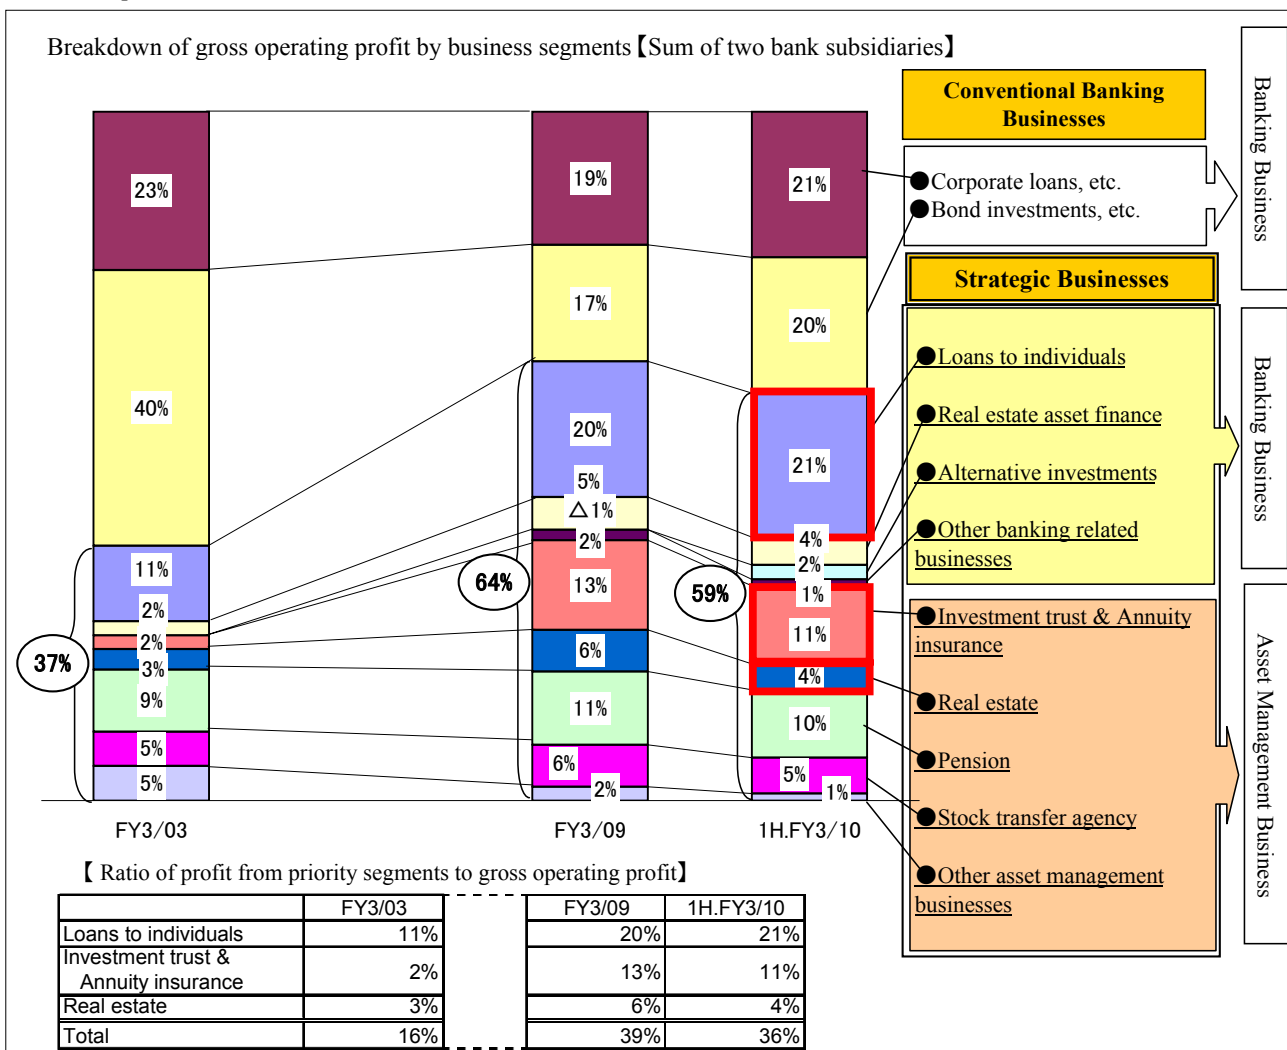 Breakdown of gross operating profit by business segments【Sum of two bank subsidiaries】
23%
40%
11%
2%
2%
3%
9%
5%
5%
37%
FY3/03
19%
17%
20%
5%
△1%
2%
13%
6%
11%
6%
2%
64%
FY3/09
21%
20%
21%
4%
2%
1%
11%
4%
10%
5%
1%
59%
1H.FY3/10
Conventional Banking
Businesses
●Corporate loans, etc.
●Bond investments, etc.
Banking Business
Strategic Businesses
●Loans to individuals
●Real estate asset finance
●Alternative investments
●Other banking related
businesses
Banking Business
●Investment trust & Annuity
insurance
●Real estate
●Pension
●Stock transfer agency
●Other asset management
businesses
Asset Management Business
【 Ratio of profit from priority segments to gross operating profit】
FY3/03 FY3/09 1H.FY3/10
Loans to individuals 11% 20% 21%
Investment trust &
Annuity insurance 2% 13% 11%
Real estate 3% 6% 4%
Total 16% 39% 36%